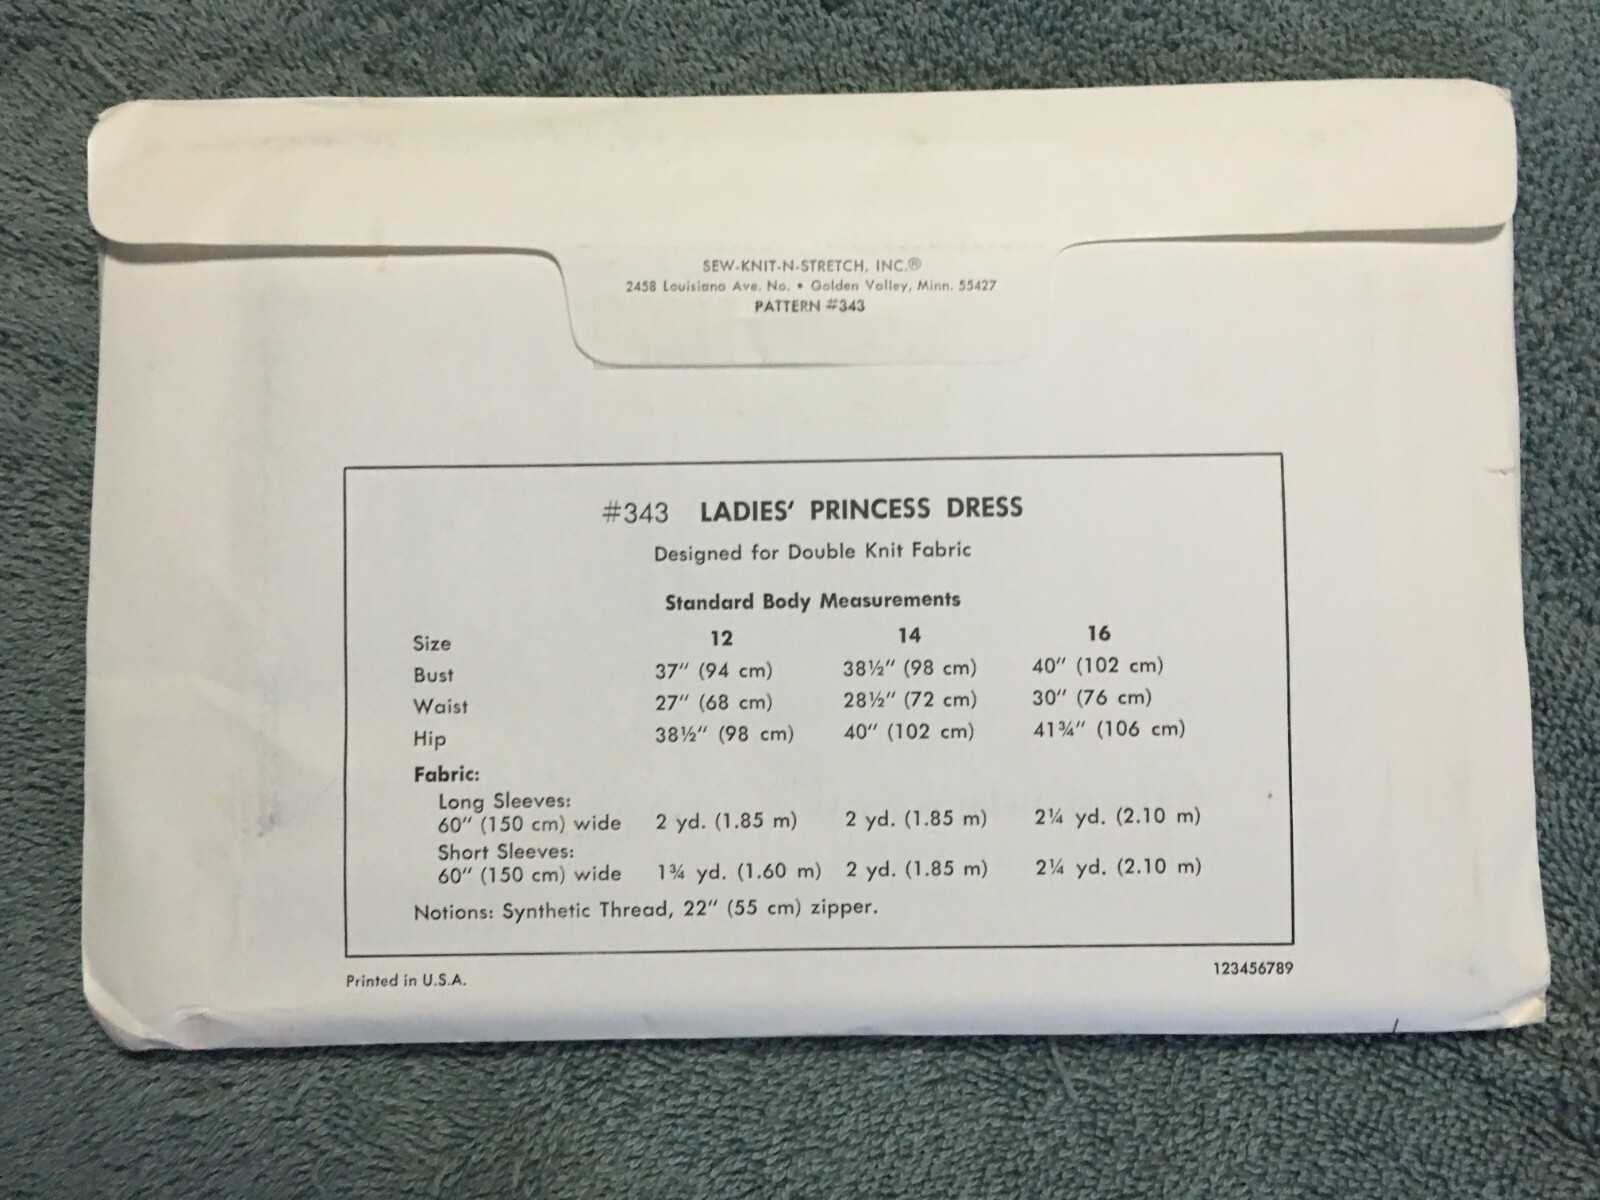 SEW-KNIT-N-STRETCH, INC.®
2458 Louisiana Ave. No. • Golden Valley, Minn. 55427
PATTERN #343
#343 LADIES' PRINCESS DRESS
Designed for Double Knit Fabric
Standard Body Measurements
Size 12 14 16
Bust 37" (94 cm) 38½" (98 cm) 40" (102 cm)
Waist 27" (68 cm) 28½" (72 cm) 30" (76 cm)
Hip 38½" (98 cm) 40" (102 cm) 41¾" (106 cm)
Fabric:
Long Sleeves:
60" (150 cm) wide 2 yd. (1.85 m) 2 yd. (1.85 m) 2¼ yd. (2.10 m)
Short Sleeves:
60" (150 cm) wide 1¾ yd. (1.60 m) 2 yd. (1.85 m) 2¼ yd. (2.10 m)
Notions: Synthetic Thread, 22" (55 cm) zipper.
Printed in U.S.A. 123456789